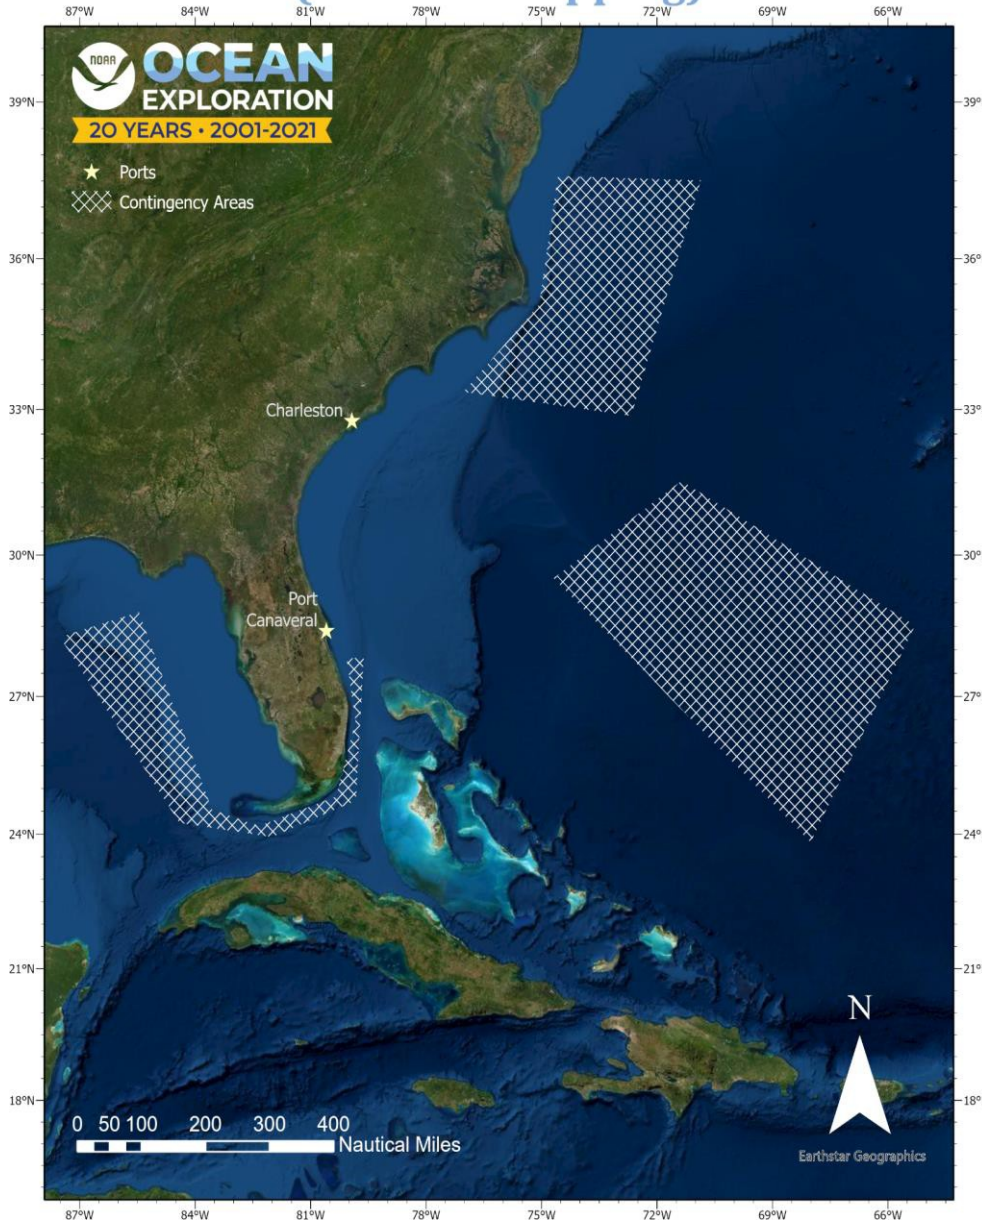 87°W 84°W 81°W 78°W 75°W 72°W 69°W 66°W
NOAA
OCEAN
EXPLORATION
20 YEARS • 2001-2021
Ports
Contingency Areas
39°N
39°
36°N
36°
33°N
33°
30°N
30°
27°N
27°
24°N
24°
21°N
21°
18°N
18°
Charleston
Port
Canaveral
N
0 50 100 200 300 400
Nautical Miles
Earthstar Geographics
87°W 84°W 81°W 78°W 75°W 72°W 69°W 66°W